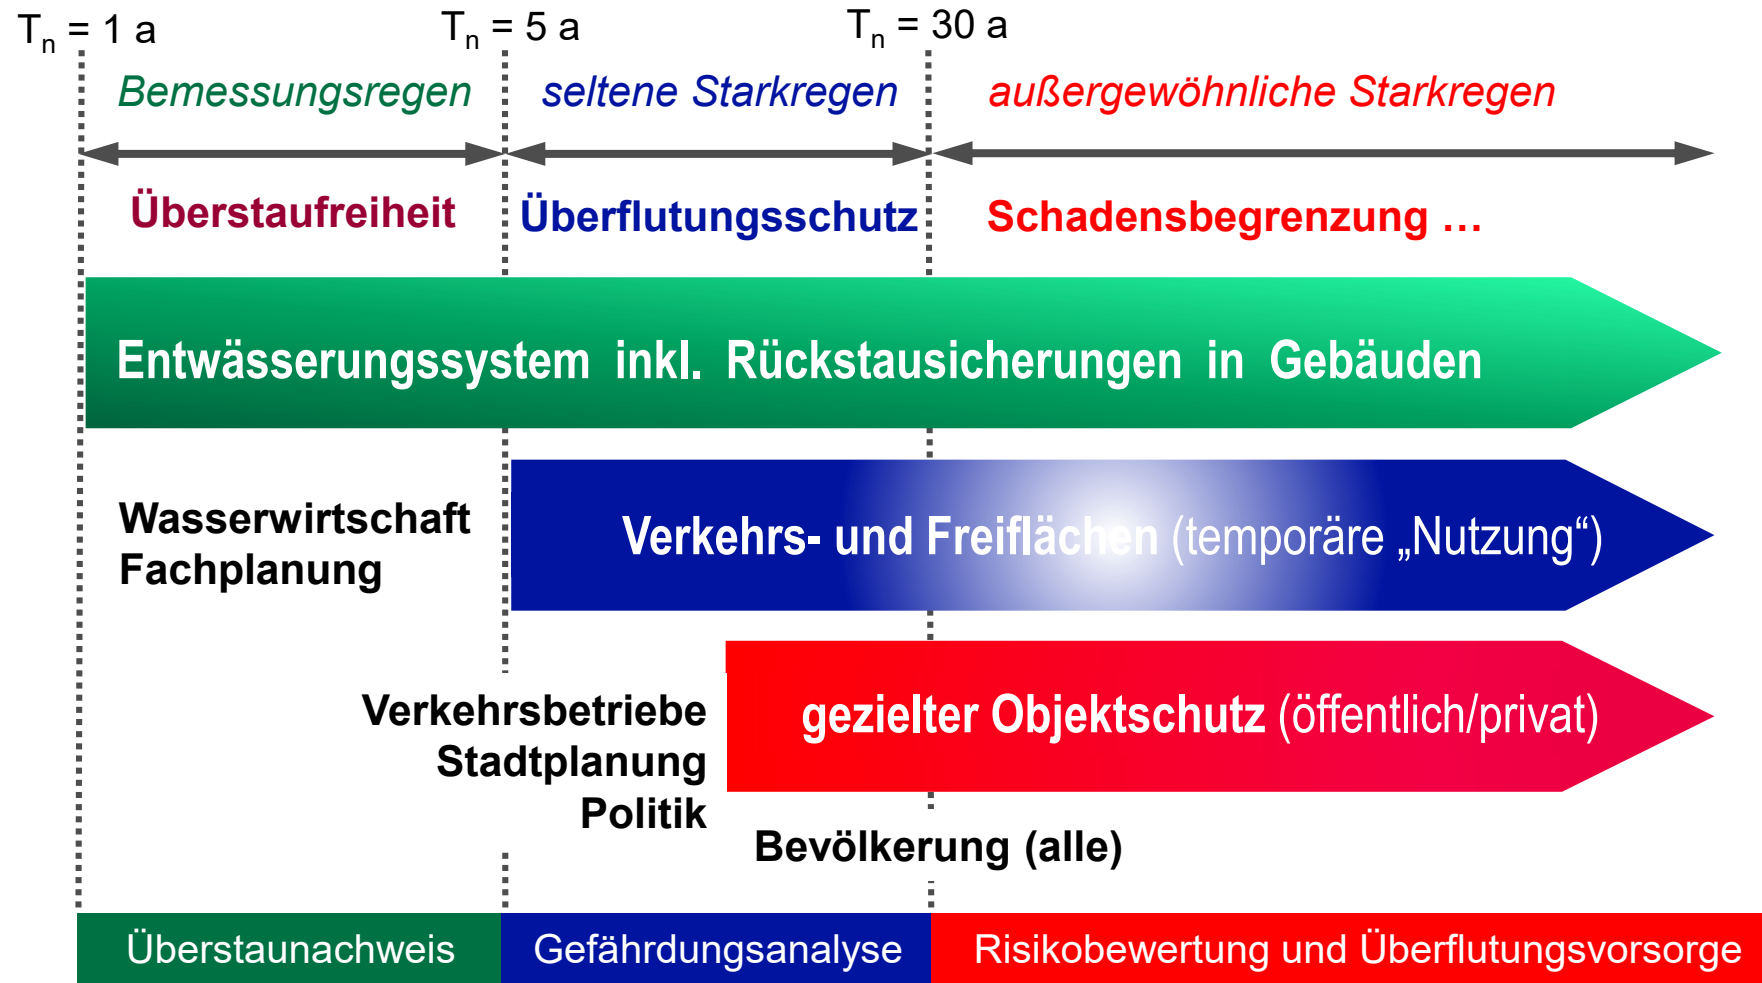 Tn = 1 a
Tn = 5 a
Tn = 30 a
Bemessungsregen
seltene Starkregen
außergewöhnliche Starkregen
Überstaufreiheit
Überflutungsschutz
Schadensbegrenzung …
Entwässerungssystem inkl. Rückstausicherungen in Gebäuden
Wasserwirtschaft
Fachplanung
Verkehrs- und Freiflächen (temporäre „Nutzung“)
Verkehrsbetriebe
Stadtplanung
Politik
gezielter Objektschutz (öffentlich/privat)
Bevölkerung (alle)
Überstaunachweis
Gefährdungsanalyse
Risikobewertung und Überflutungsvorsorge